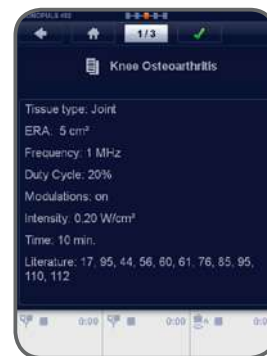 1/3
Knee Osteoarthritis
Tissue type: Joint
ERA: 5 cm²
Frequency: 1 MHz
Duty Cycle: 20%
Modulations: on
Intensity: 0.20 W/cm²
Time: 10 min.
Literature: 17, 95, 44, 56, 60, 61, 76, 85, 95,
110, 112
0:00 0:00 A 0:0